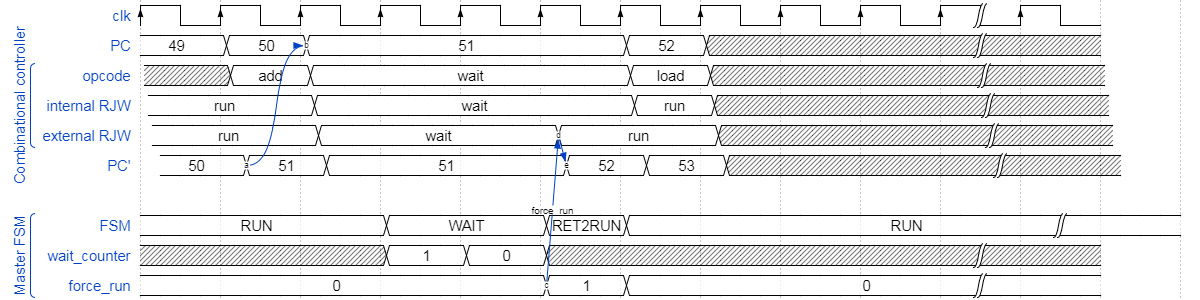 clk
PC 49 50 b 51 52
opcode add wait load
internal RJW run wait run
external RJW run wait d run
PC' 50 a 51 51 e 52 53
force_run
FSM RUN WAIT RET2RUN RUN
wait_counter 1 0
force_run 0 c 1 0
Combinational controller
Master FSM